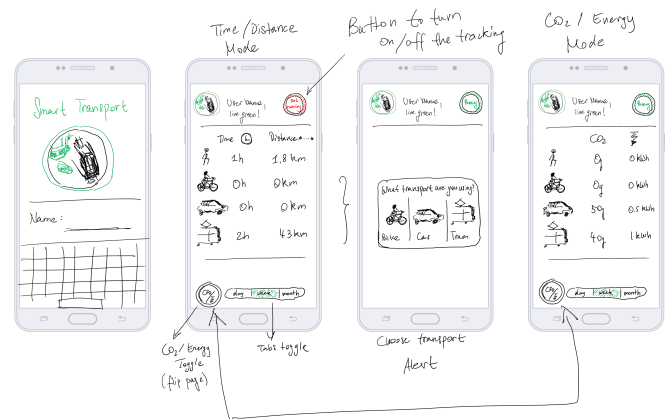 Time/Distance
Mode
Button to turn
on/off the tracking
CO2 / Energy
Mode
Smart Transport
Name:
User Name,
live green!
Time
Distance
1h
1,8 km
0h
0km
0h
0km
2h
43 km
CO2/E
day
week
month
CO2/Energy
Toggle
(flip page)
Tabs toggle
User Name,
live green!
What transport are you using?
Bike
Car
Tram
Choose transport
Alert
User Name,
live green!
CO2
0g
0 kWh
0g
0 kWh
50g
0.5 kWh
40g
1 kWh
day
week
month